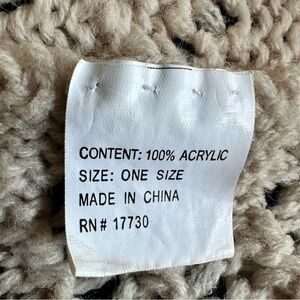 CONTENT: 100% ACRYLIC
SIZE: ONE SIZE
MADE IN CHINA
RN# 17730